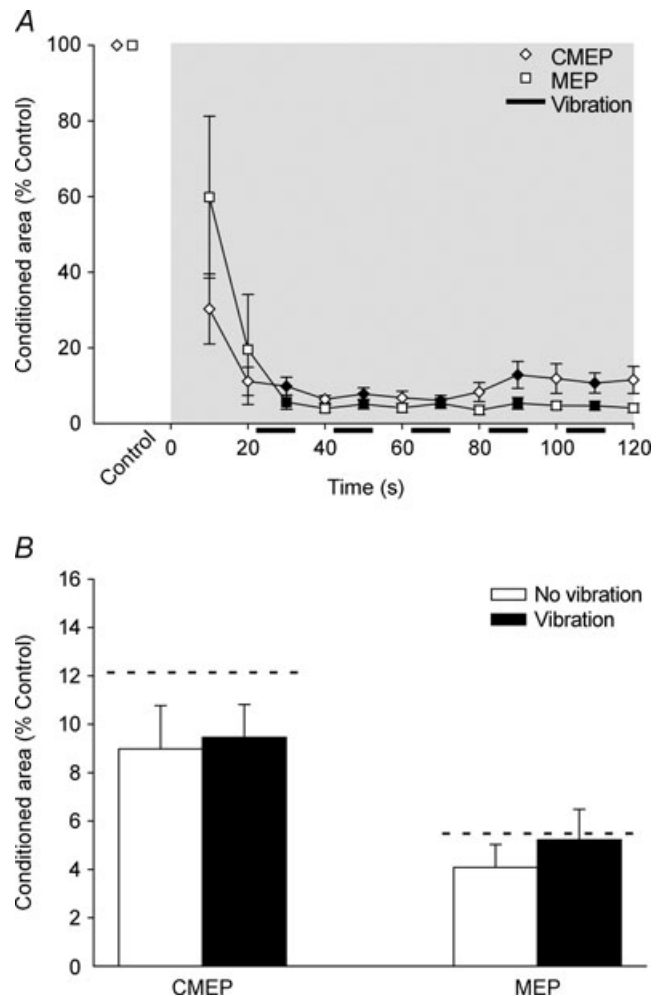 A
Conditioned area (% Control)
100
80
60
40
20
0
CMEP
MEP
Vibration
Control
0 20 40 60 80 100 120
Time (s)
B
Conditioned area (% Control)
16
14
12
10
8
6
4
2
0
No vibration
Vibration
CMEP MEP